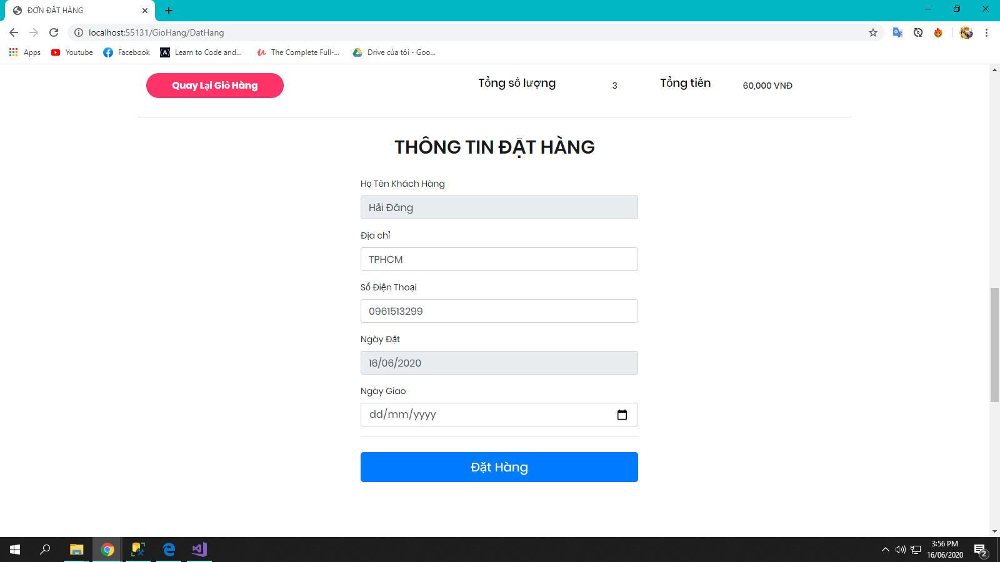 ĐƠN ĐẶT HÀNG
localhost:55131/GioHang/DatHang
Apps Youtube Facebook Learn to Code and... The Complete Full-... Drive của tôi - Goo...
Quay Lại Giỏ Hàng Tổng số lượng 3 Tổng tiền 60,000 VNĐ
THÔNG TIN ĐẶT HÀNG
Họ Tên Khách Hàng
Hải Đăng
Địa chỉ
TPHCM
Số Điện Thoại
0961513299
Ngày Đặt
16/06/2020
Ngày Giao
dd/mm/yyyy
Đặt Hàng
3:56 PM
16/06/2020
2